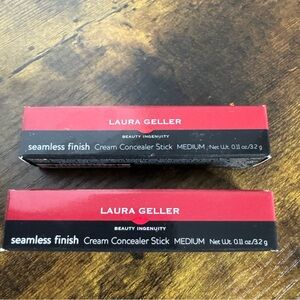 LAURA GELLER
BEAUTY INGENUITY
seamless finish Cream Concealer Stick MEDIUM Net Wt. 0.11 oz/3.2 g
LAURA GELLER
BEAUTY INGENUITY
seamless finish Cream Concealer Stick MEDIUM Net Wt. 0.11 oz/3.2 g